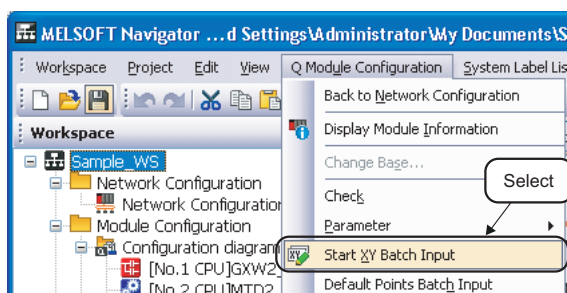 MELSOFT Navigator ...d Settings\Administrator\My Documents\S
Workspace Project Edit View Q Module Configuration System Label Lis
Workspace
Sample_WS
Network Configuration
Network Configuration
Module Configuration
Configuration diagram
[No.1 CPU]GXW2_
[No.2 CPU]MTD2
Back to Network Configuration
Display Module Information
Change Base...
Check
Parameter
Start XY Batch Input
Default Points Batch Input
Select